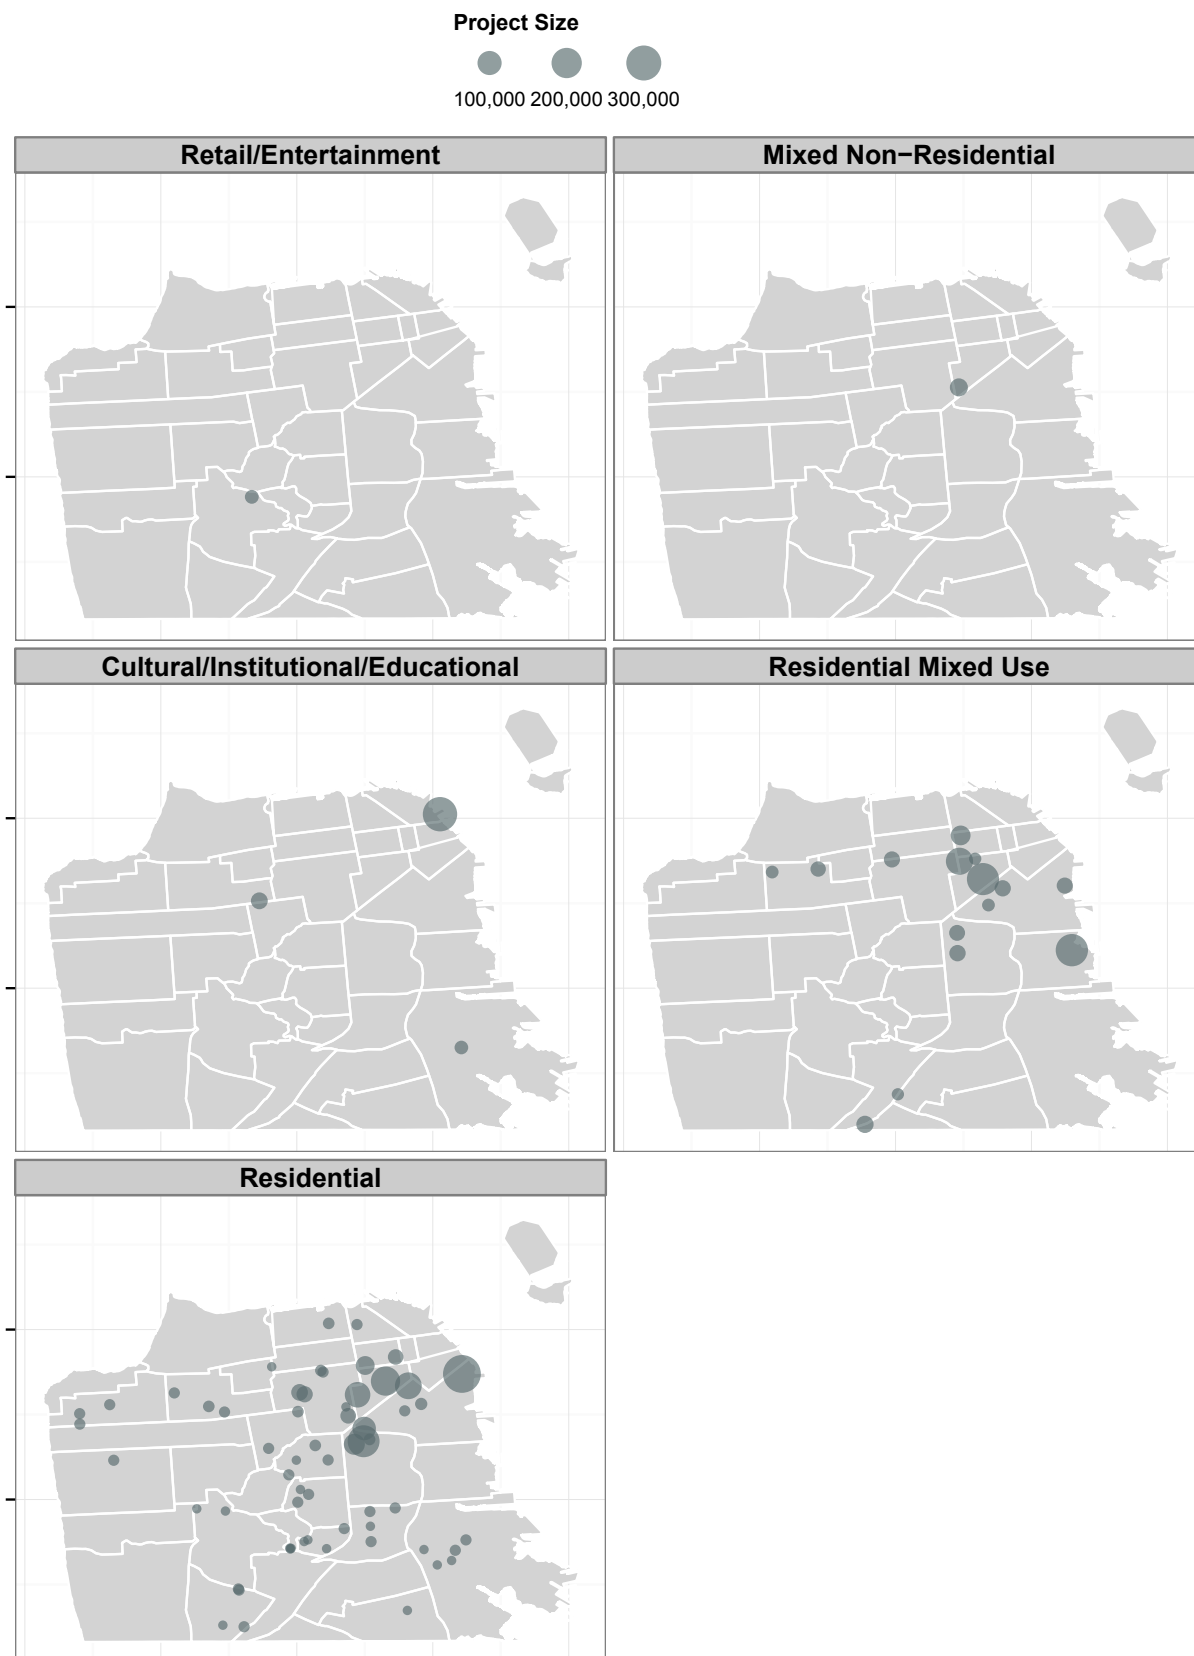 Project Size
100,000 200,000 300,000
Retail/Entertainment
Mixed Non−Residential
Cultural/Institutional/Educational
Residential Mixed Use
Residential